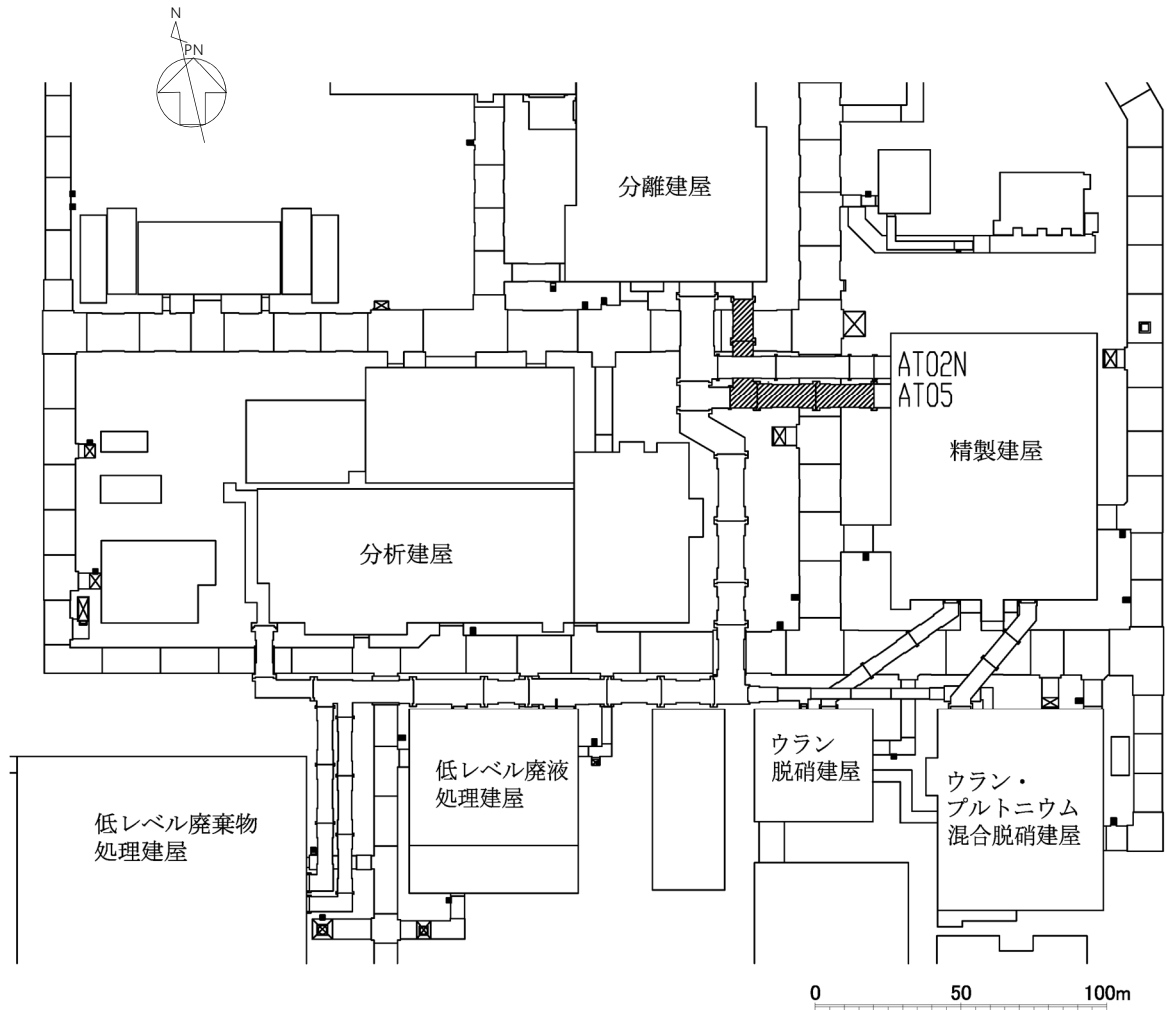 N
PN
分離建屋
AT02N
AT05
精製建屋
分析建屋
ウラン
脱硝建屋
低レベル廃液
処理建屋
ウラン・
プルトニウム
混合脱硝建屋
低レベル廃棄物
処理建屋
0 50 100m